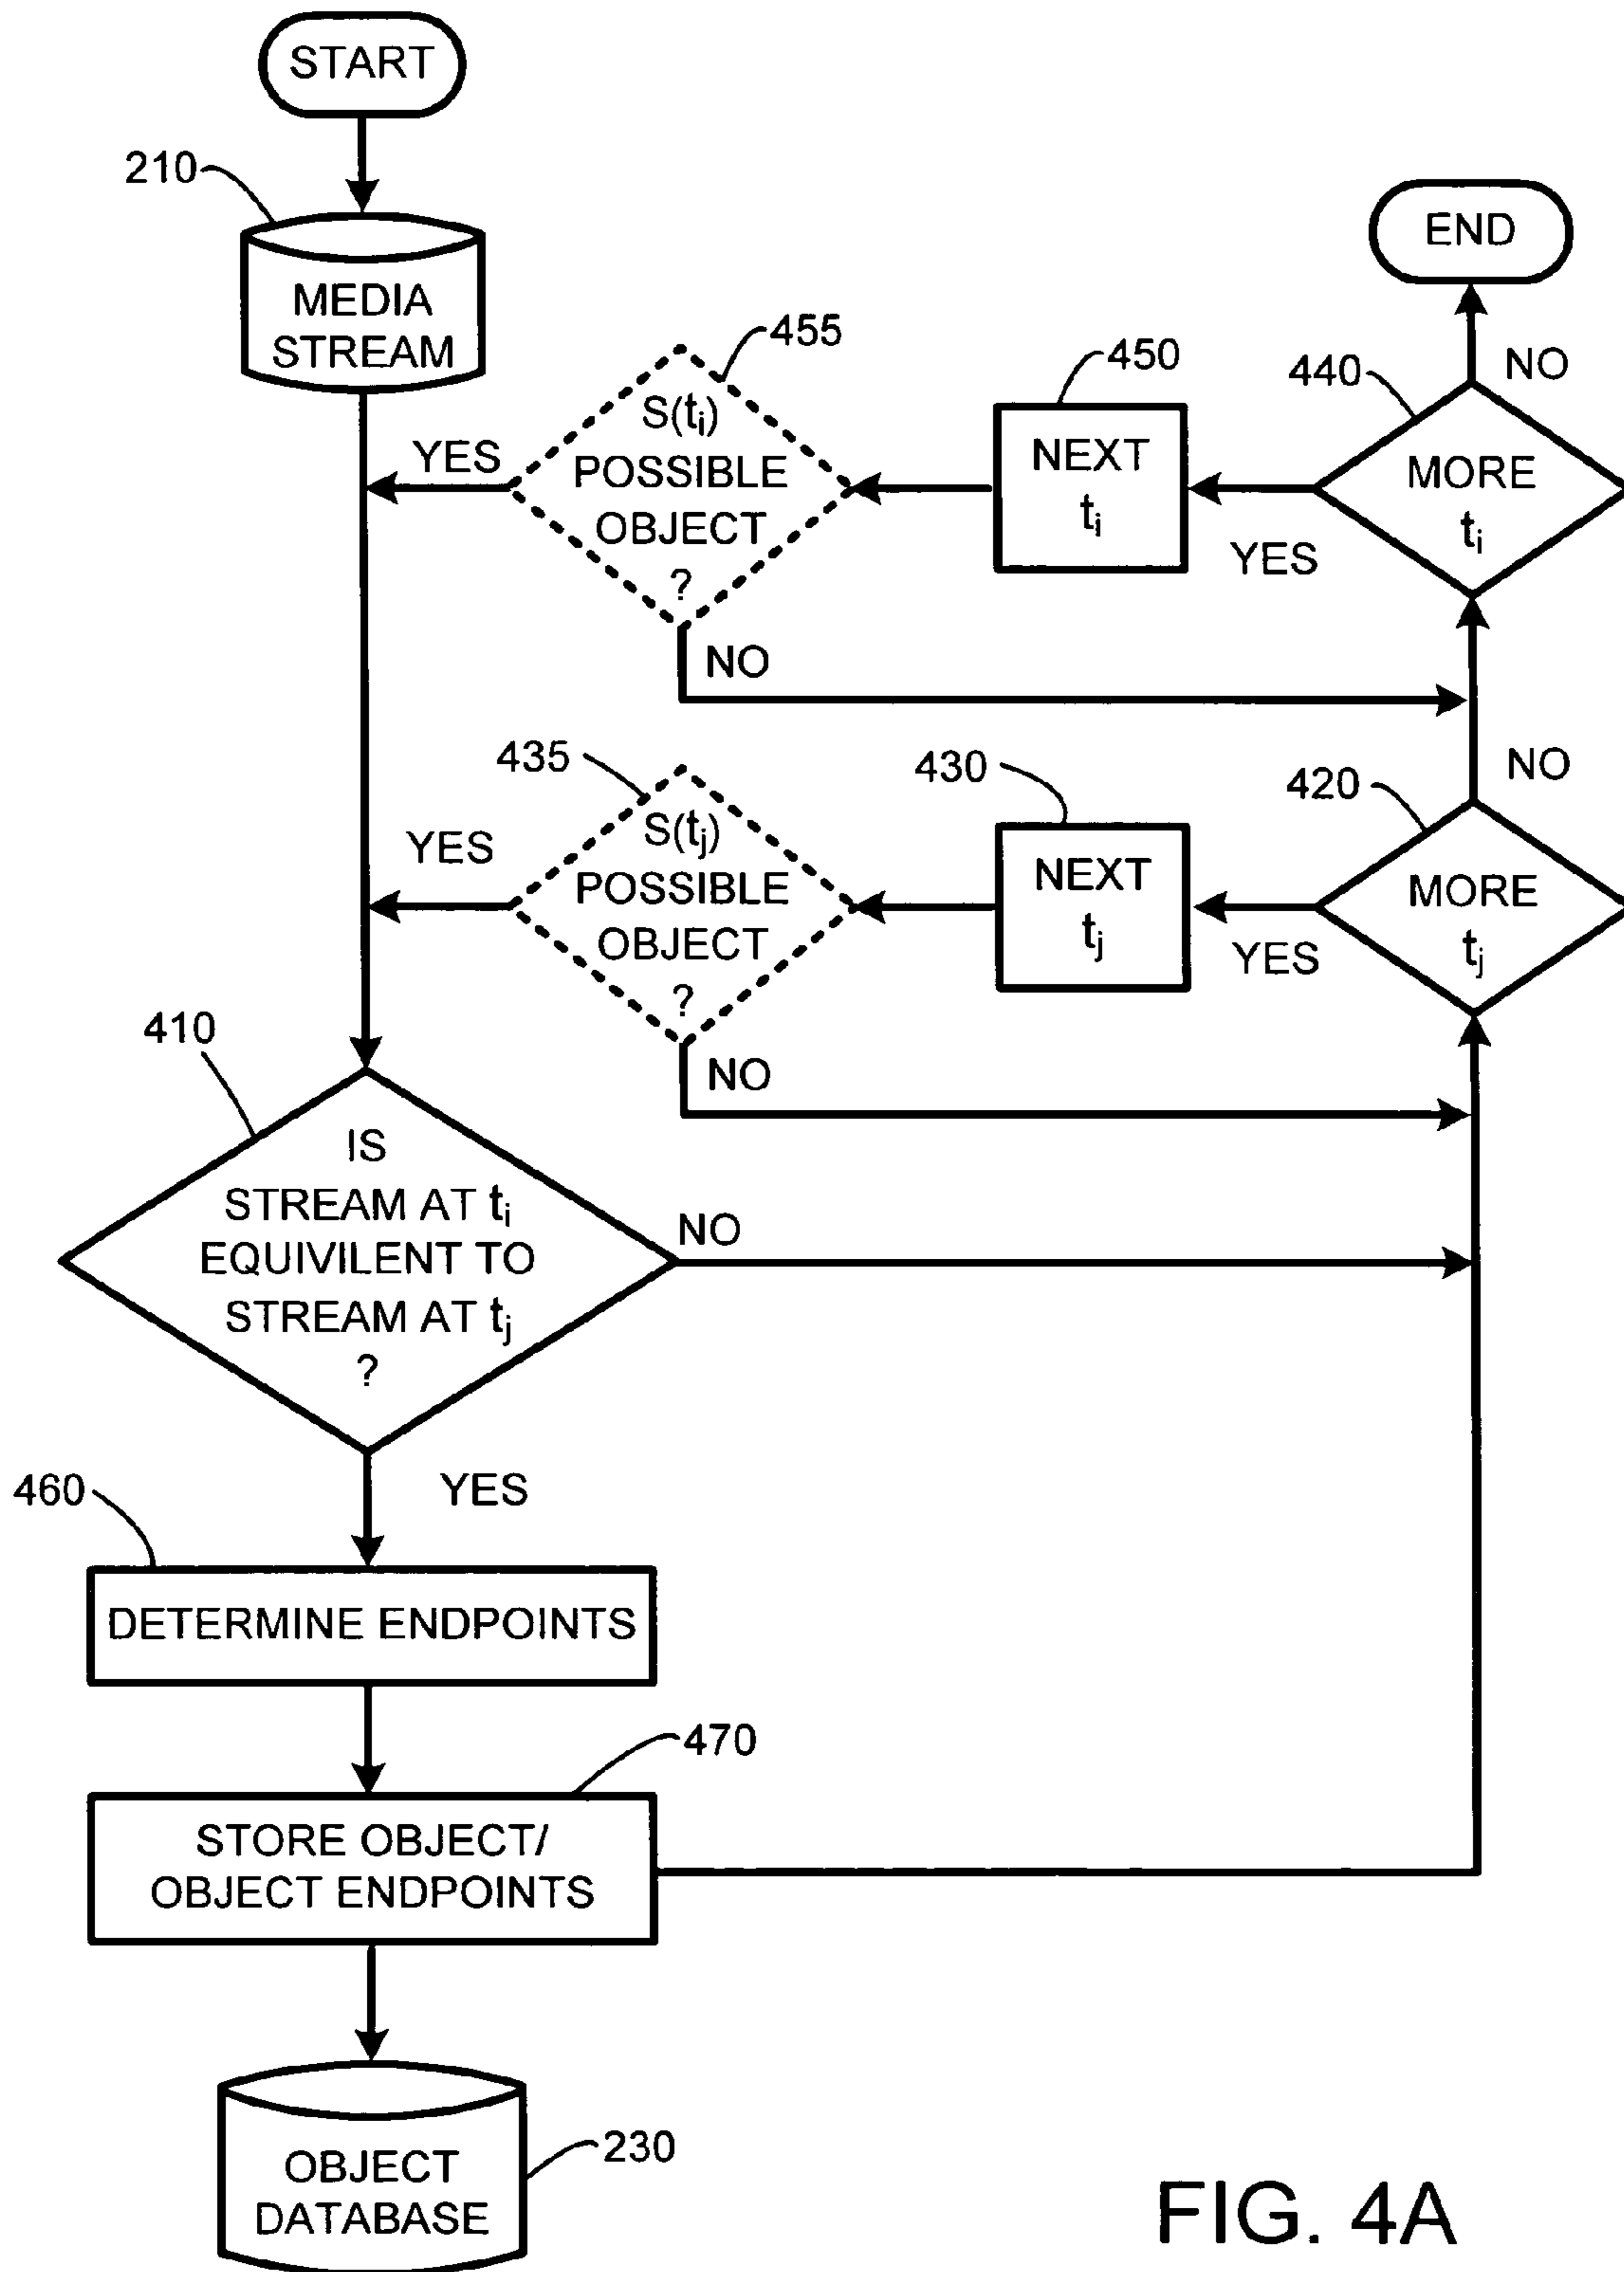 START
210
MEDIA
STREAM
END
455
S(ti)
POSSIBLE
OBJECT
?
YES
NO
450
NEXT
ti
440
MORE
ti
NO
YES
435
S(tj)
POSSIBLE
OBJECT
?
YES
NO
430
NEXT
tj
420
MORE
tj
NO
YES
410
IS
STREAM AT ti
EQUIVILENT TO
STREAM AT tj
?
NO
YES
460
DETERMINE ENDPOINTS
470
STORE OBJECT/
OBJECT ENDPOINTS
230
OBJECT
DATABASE
FIG. 4A